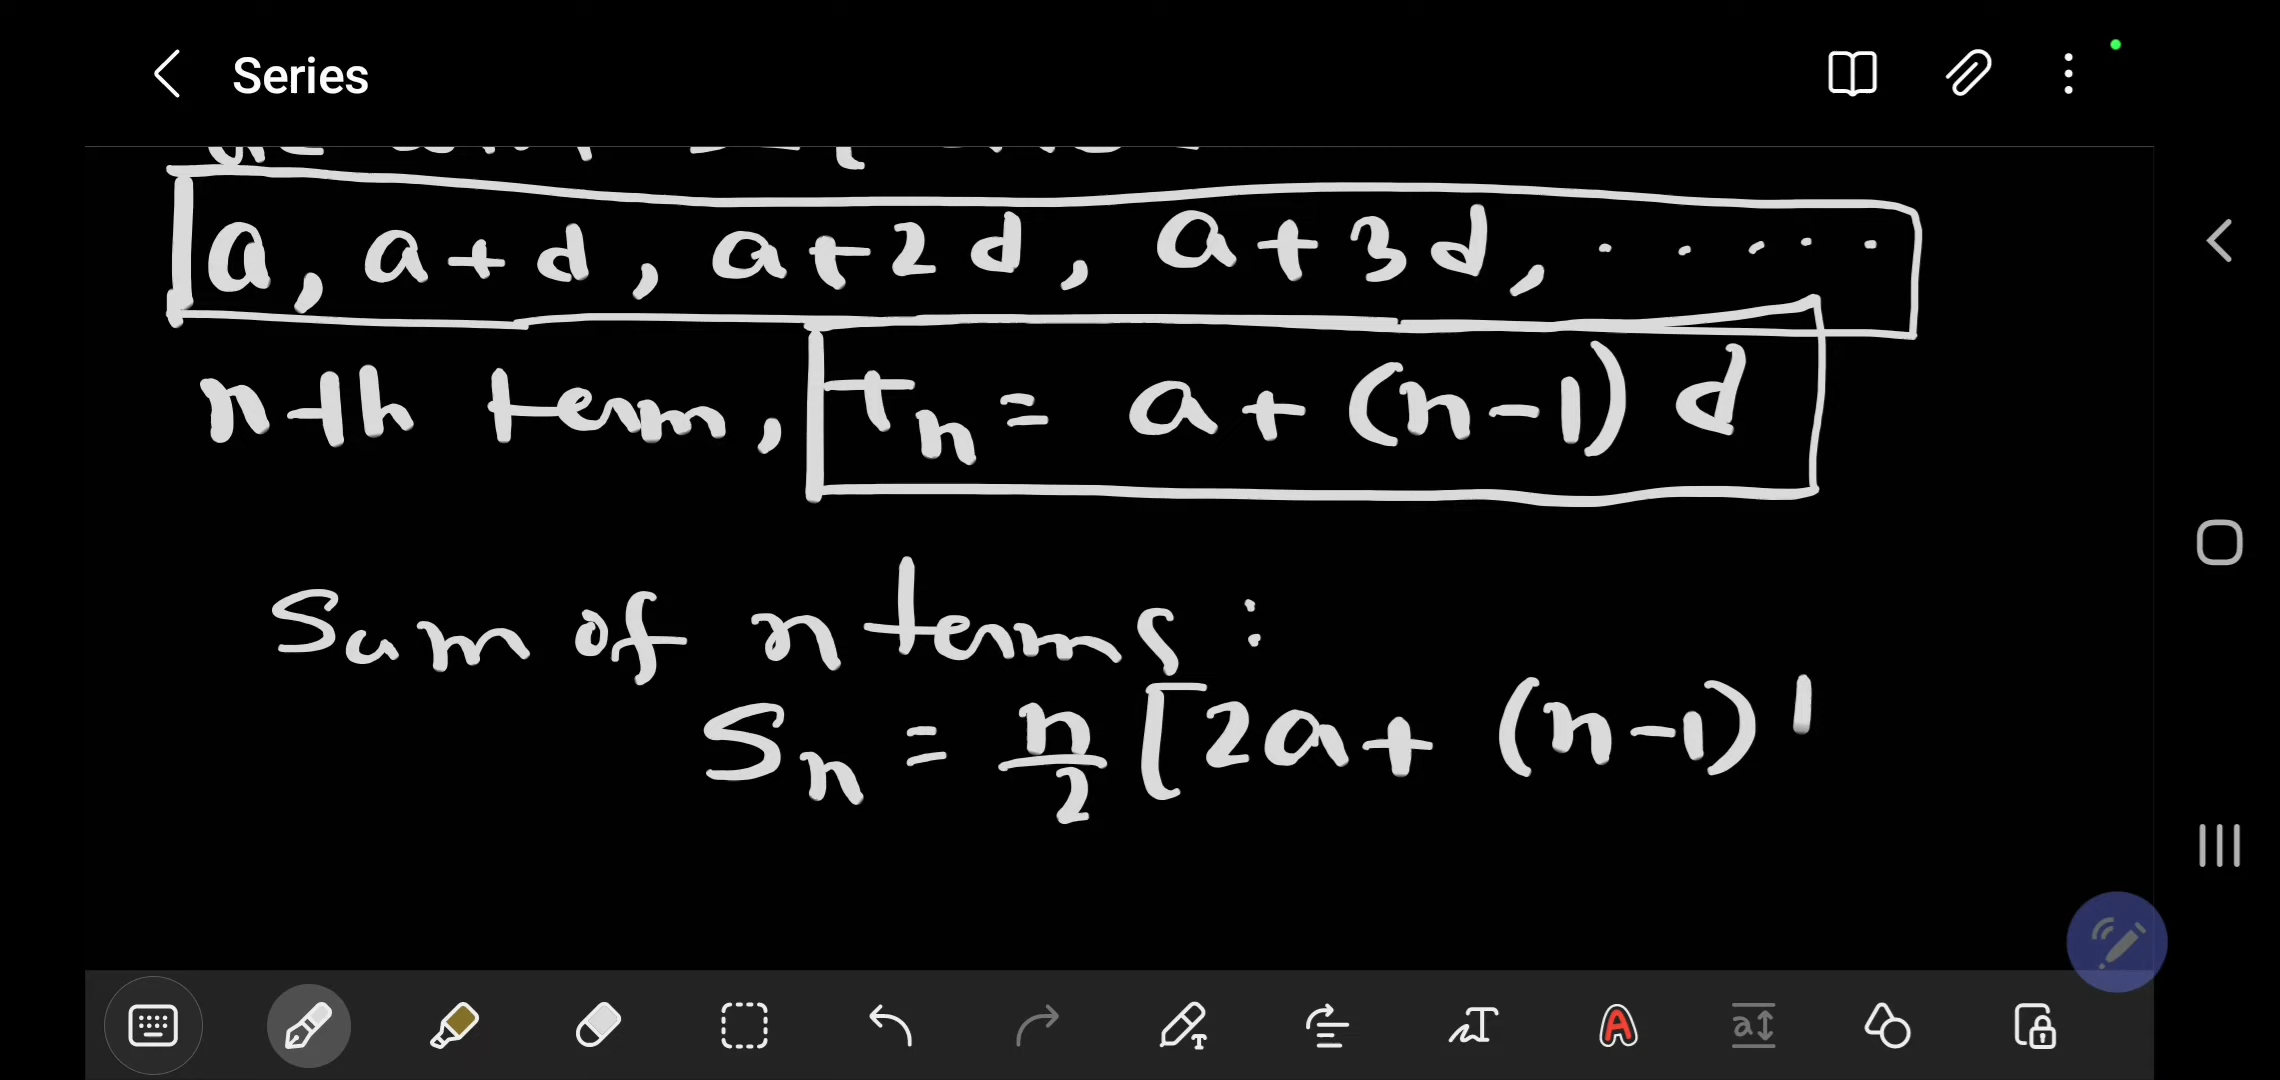 Series
a, a+d, a+2d, a+3d, .....
n-th term, Tn = a+(n-1)d
Sum of n terms:
Sn = n/2 [2a+ (n-1)